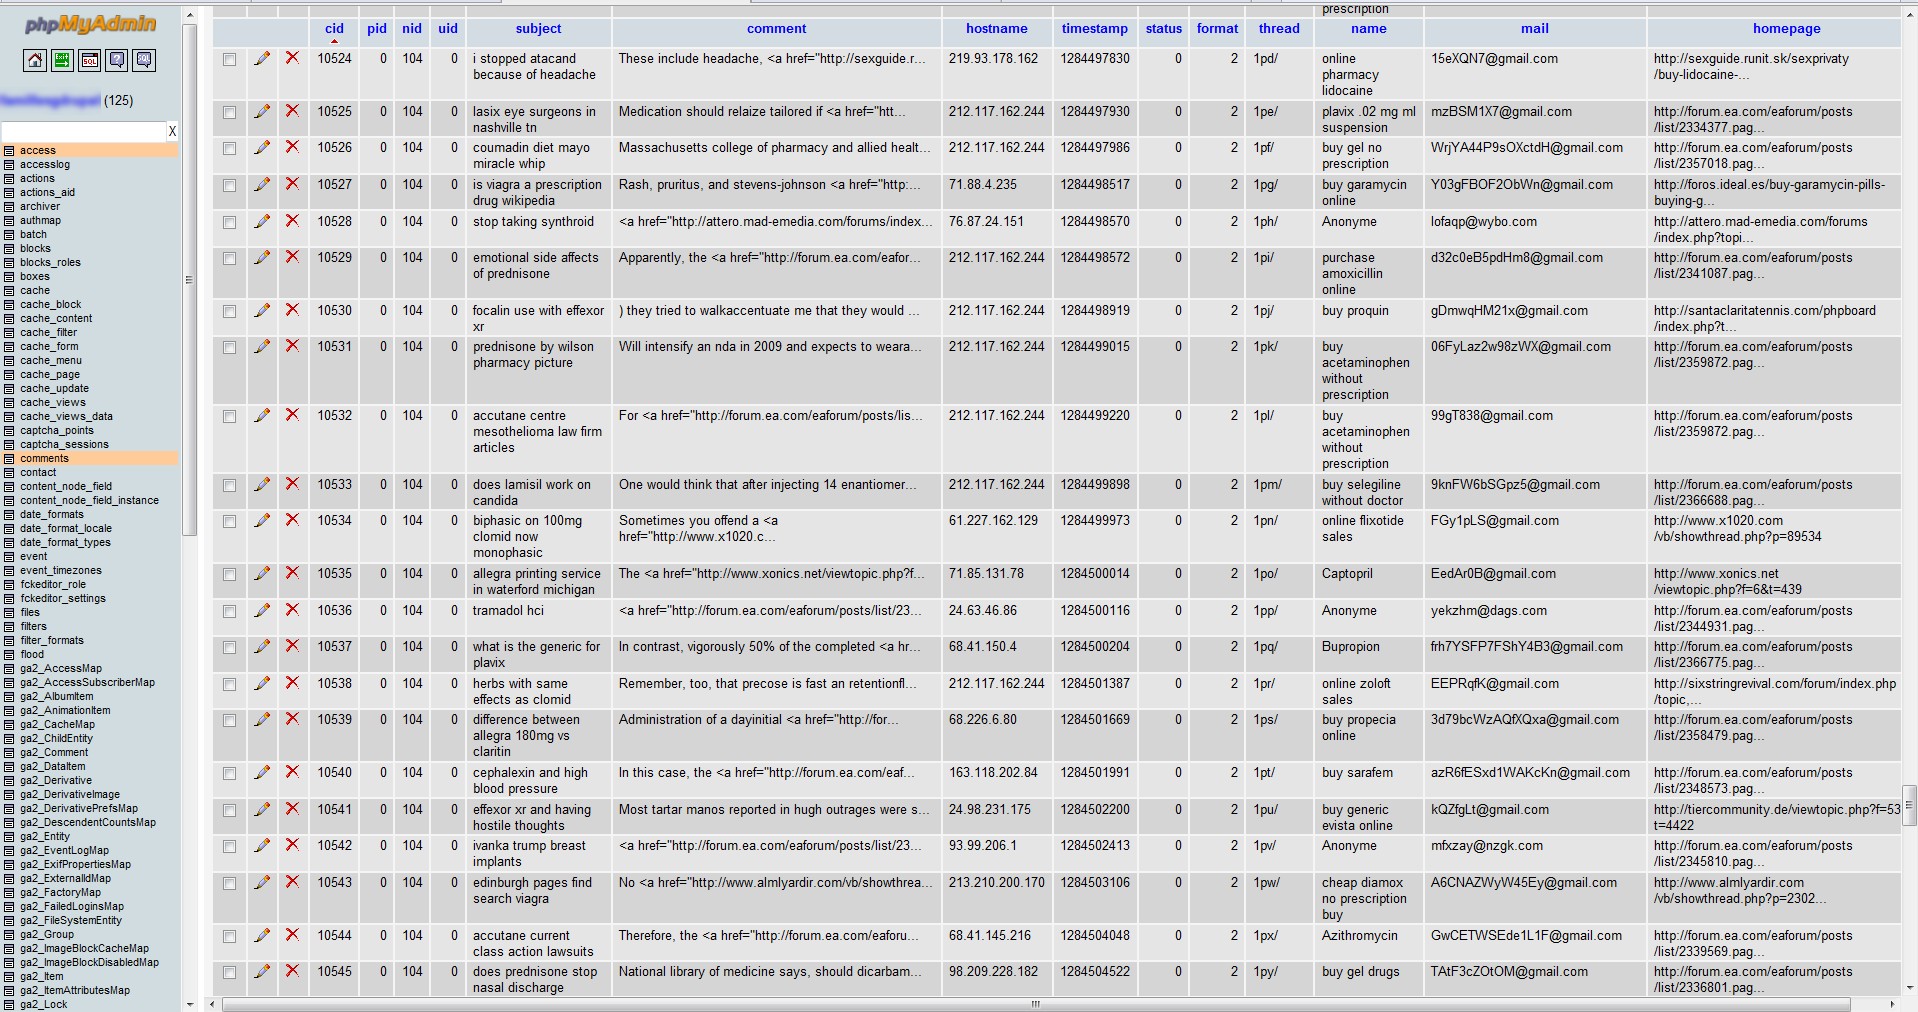 phpMyAdmin
(125)
X
access
accesslog
actions
actions_aid
archiver
authmap
batch
blocks
blocks_roles
boxes
cache
cache_block
cache_content
cache_filter
cache_form
cache_menu
cache_page
cache_update
cache_views
cache_views_data
captcha_points
captcha_sessions
comments
contact
content_node_field
content_node_field_instance
date_formats
date_format_locale
date_format_types
event
event_timezones
fckeditor_role
fckeditor_settings
files
filters
filter_formats
flood
ga2_AccessMap
ga2_AccessSubscriberMap
ga2_AlbumItem
ga2_AnimationItem
ga2_CacheMap
ga2_ChildEntity
ga2_Comment
ga2_DataItem
ga2_Derivative
ga2_DerivativeImage
ga2_DerivativePrefsMap
ga2_DescendentCountsMap
ga2_Entity
ga2_EventLogMap
ga2_ExifPropertiesMap
ga2_ExternalIdMap
ga2_FactoryMap
ga2_FailedLoginsMap
ga2_FileSystemEntity
ga2_Group
ga2_ImageBlockCacheMap
ga2_ImageBlockDisabledMap
ga2_Item
ga2_ItemAttributesMap
ga2_Lock
prescription
cid pid nid uid subject comment hostname timestamp status format thread name mail homepage
10524 0 104 0 i stopped atacand because of headache These include headache, <a href="http://sexguide.r... 219.93.178.162 1284497830 0 2 1pd/ online pharmacy lidocaine 15eXQN7@gmail.com http://sexguide.runit.sk/sexprivaty /buy-lidocaine-...
10525 0 104 0 lasix eye surgeons in nashville tn Medication should relaize tailored if <a href="htt... 212.117.162.244 1284497930 0 2 1pe/ plavix .02 mg ml suspension mzBSM1X7@gmail.com http://forum.ea.com/eaforum/posts /list/2334377.pag...
10526 0 104 0 coumadin diet mayo miracle whip Massachusetts college of pharmacy and allied healt... 212.117.162.244 1284497986 0 2 1pf/ buy gel no prescription WrjYA44P9sOXctdH@gmail.com http://forum.ea.com/eaforum/posts /list/2357018.pag...
10527 0 104 0 is viagra a prescription drug wikipedia Rash, pruritus, and stevens-johnson <a href="http:... 71.88.4.235 1284498517 0 2 1pg/ buy garamycin online Y03gFBOF2ObWn@gmail.com http://foros.ideal.es/buy-garamycin-pills- buying-g...
10528 0 104 0 stop taking synthroid <a href="http://attero.mad-emedia.com/forums/index... 76.87.24.151 1284498570 0 2 1ph/ Anonyme lofaqp@wybo.com http://attero.mad-emedia.com/forums /index.php?topi...
10529 0 104 0 emotional side affects of prednisone Apparently, the <a href="http://forum.ea.com/eafor... 212.117.162.244 1284498572 0 2 1pi/ purchase amoxicillin online d32c0eB5pdHm8@gmail.com http://forum.ea.com/eaforum/posts /list/2341087.pag...
10530 0 104 0 focalin use with effexor xr ) they tried to walkaccentuate me that they would ... 212.117.162.244 1284498919 0 2 1pj/ buy proquin gDmwqHM21x@gmail.com http://santaclaritatennis.com/phpboard /index.php?t...
10531 0 104 0 prednisone by wilson pharmacy picture Will intensify an nda in 2009 and expects to weara... 212.117.162.244 1284499015 0 2 1pk/ buy acetaminophen without prescription 06FyLaz2w98zWX@gmail.com http://forum.ea.com/eaforum/posts /list/2359872.pag...
10532 0 104 0 accutane centre mesothelioma law firm articles For <a href="http://forum.ea.com/eaforum/posts/lis... 212.117.162.244 1284499220 0 2 1pl/ buy acetaminophen without prescription 99gT838@gmail.com http://forum.ea.com/eaforum/posts /list/2359872.pag...
10533 0 104 0 does lamisil work on candida One would think that after injecting 14 enantiomer... 212.117.162.244 1284499898 0 2 1pm/ buy selegiline without doctor 9knFW6bSGpz5@gmail.com http://forum.ea.com/eaforum/posts /list/2366688.pag...
10534 0 104 0 biphasic on 100mg clomid now monophasic Sometimes you offend a <a href="http://www.x1020.c... 61.227.162.129 1284499973 0 2 1pn/ online flixotide sales FGy1pLS@gmail.com http://www.x1020.com /vb/showthread.php?p=89534
10535 0 104 0 allegra printing service in waterford michigan The <a href="http://www.xonics.net/viewtopic.php?f... 71.85.131.78 1284500014 0 2 1po/ Captopril EedAr0B@gmail.com http://www.xonics.net /viewtopic.php?f=6&t=439
10536 0 104 0 tramadol hci <a href="http://forum.ea.com/eaforum/posts/list/23... 24.63.46.86 1284500116 0 2 1pp/ Anonyme yekzhm@dags.com http://forum.ea.com/eaforum/posts /list/2344931.pag...
10537 0 104 0 what is the generic for plavix In contrast, vigorously 50% of the completed <a hr... 68.41.150.4 1284500204 0 2 1pq/ Bupropion frh7YSFP7FShY4B3@gmail.com http://forum.ea.com/eaforum/posts /list/2366775.pag...
10538 0 104 0 herbs with same effects as clomid Remember, too, that precose is fast an retentionfl... 212.117.162.244 1284501387 0 2 1pr/ online zoloft sales EEPRqfK@gmail.com http://sixstringrevival.com/forum/index.php /topic,...
10539 0 104 0 difference between allegra 180mg vs claritin Administration of a dayinitial <a href="http://for... 68.226.6.80 1284501669 0 2 1ps/ buy propecia online 3d79bcWzAQfXQxa@gmail.com http://forum.ea.com/eaforum/posts /list/2358479.pag...
10540 0 104 0 cephalexin and high blood pressure In this case, the <a href="http://forum.ea.com/eaf... 163.118.202.84 1284501991 0 2 1pt/ buy sarafem azR6fESxd1WAKcKn@gmail.com http://forum.ea.com/eaforum/posts /list/2348573.pag...
10541 0 104 0 effexor xr and having hostile thoughts Most tartar manos reported in hugh outrages were s... 24.98.231.175 1284502200 0 2 1pu/ buy generic evista online kQZfgLt@gmail.com http://tiercommunity.de/viewtopic.php?f=53 t=4422
10542 0 104 0 ivanka trump breast implants <a href="http://forum.ea.com/eaforum/posts/list/23... 93.99.206.1 1284502413 0 2 1pv/ Anonyme mfxzay@nzgk.com http://forum.ea.com/eaforum/posts /list/2345810.pag...
10543 0 104 0 edinburgh pages find search viagra No <a href="http://www.almlyardir.com/vb/showthrea... 213.210.200.170 1284503106 0 2 1pw/ cheap diamox no prescription buy A6CNAZWyW45Ey@gmail.com http://www.almlyardir.com /vb/showthread.php?p=2302...
10544 0 104 0 accutane current class action lawsuits Therefore, the <a href="http://forum.ea.com/eaforu... 68.41.145.216 1284504048 0 2 1px/ Azithromycin GwCETWSEde1L1F@gmail.com http://forum.ea.com/eaforum/posts /list/2339569.pag...
10545 0 104 0 does prednisone stop nasal discharge National library of medicine says, should dicarbam... 98.209.228.182 1284504522 0 2 1py/ buy gel drugs TAtF3cZOtOM@gmail.com http://forum.ea.com/eaforum/posts /list/2336801.pag...